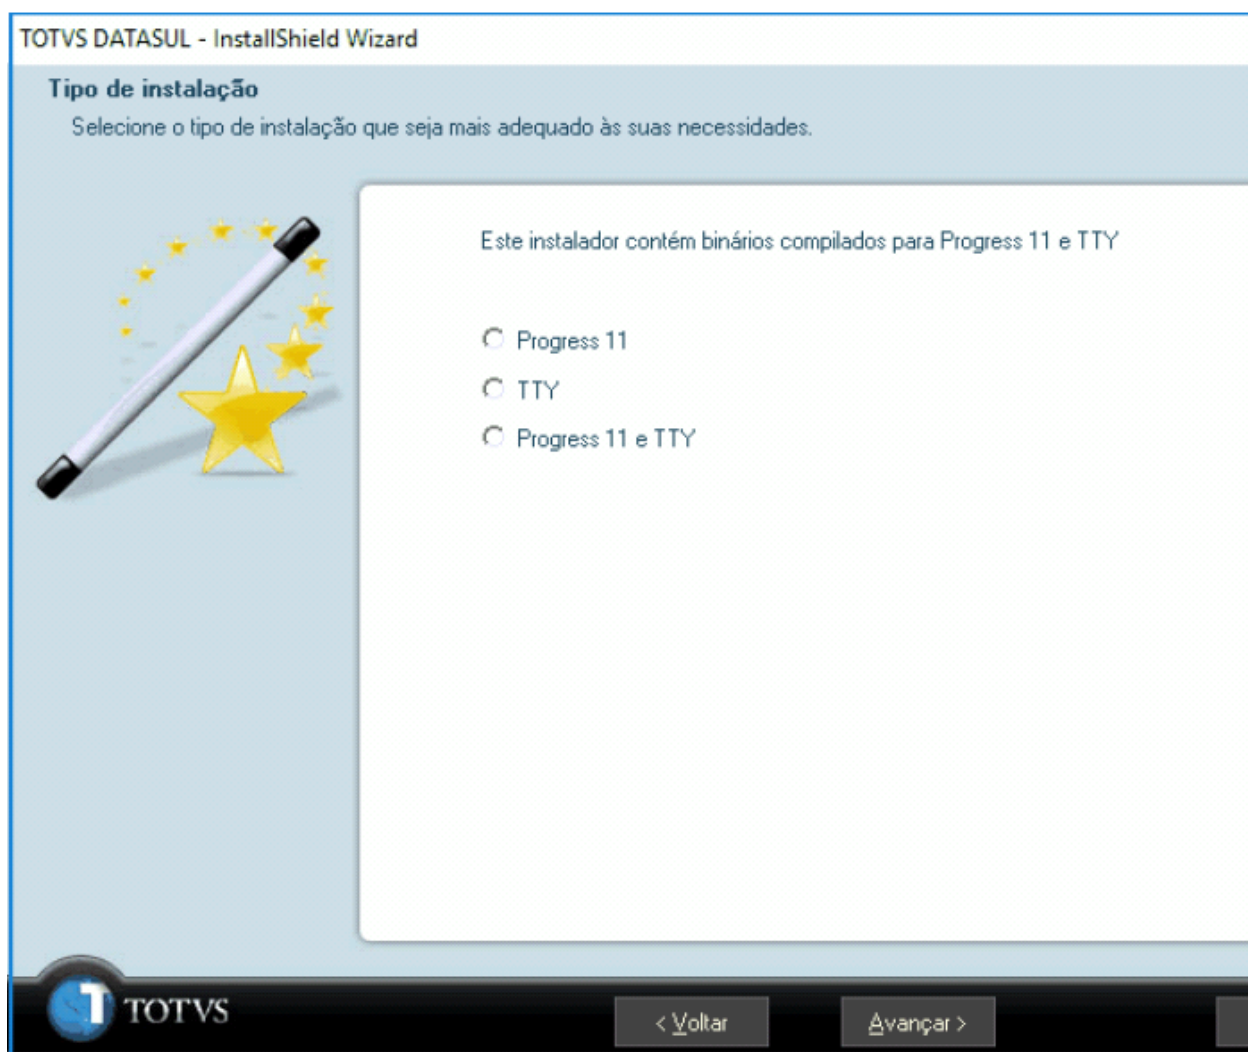 TOTVS DATASUL - InstallShield Wizard
Tipo de instalação
Selecione o tipo de instalação que seja mais adequado às suas necessidades.
Este instalador contém binários compilados para Progress 11 e TTY
Progress 11
TTY
Progress 11 e TTY
TOTVS
< Voltar
Avançar >